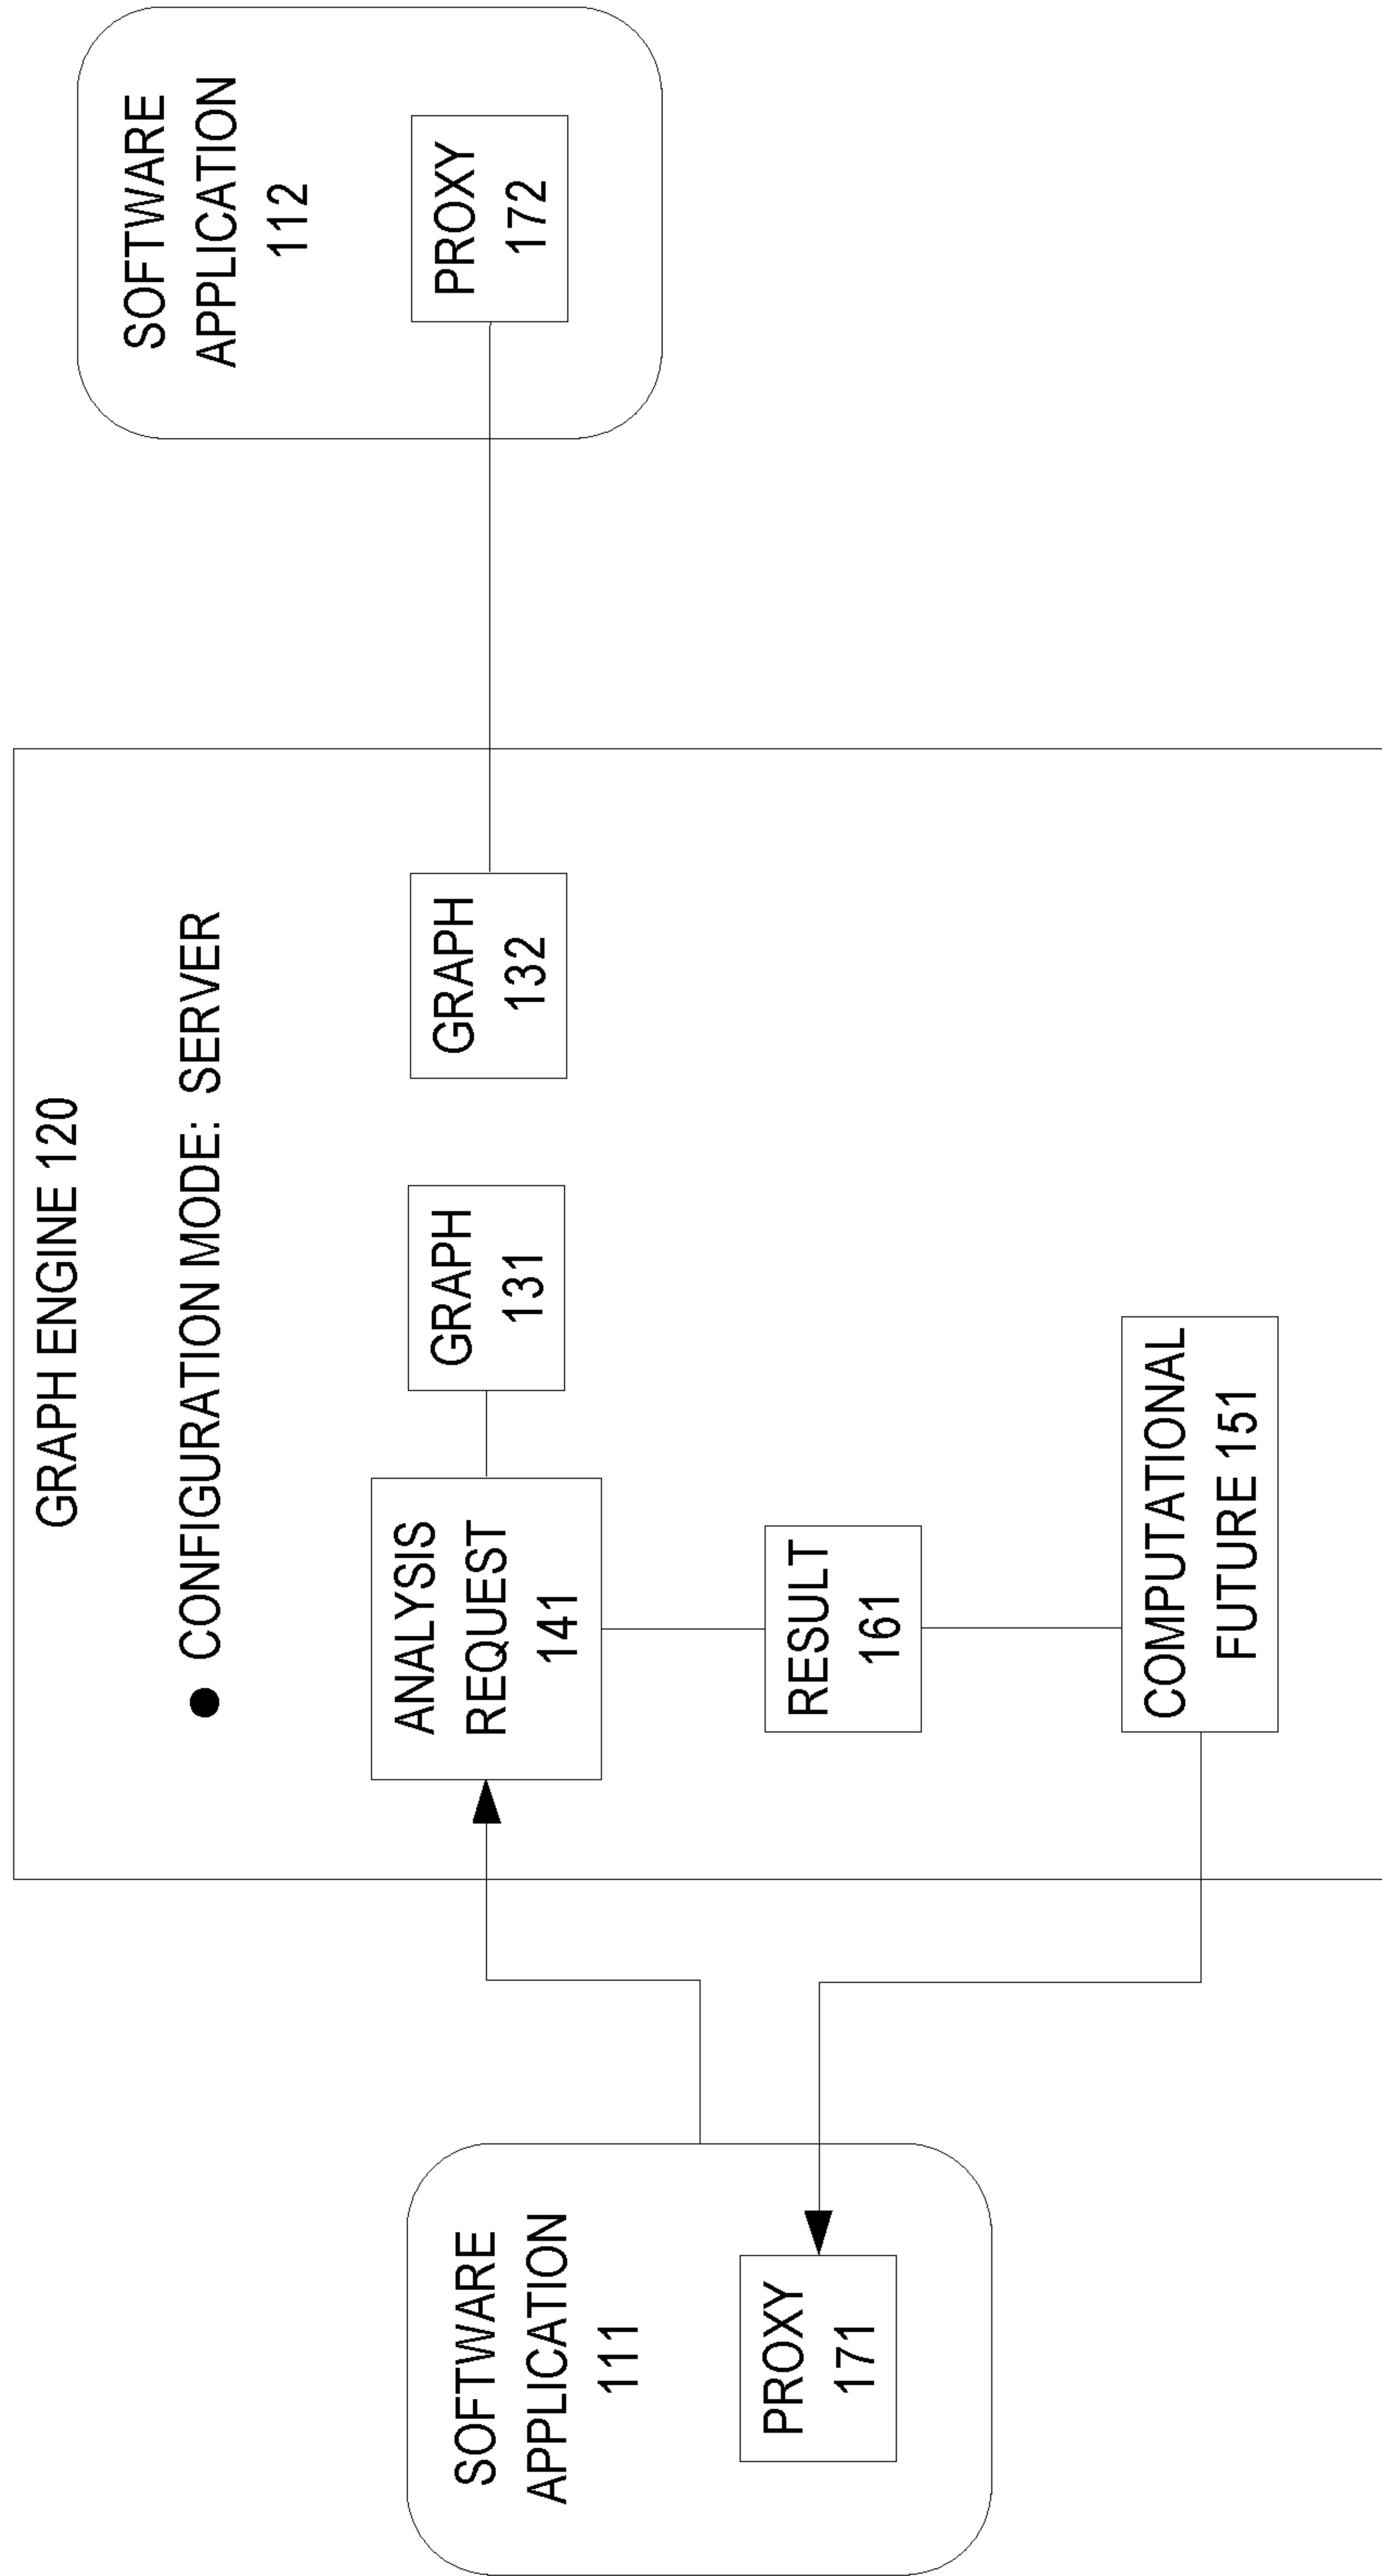 GRAPH ENGINE 120
● CONFIGURATION MODE: SERVER
SOFTWARE
APPLICATION
111
PROXY
171
ANALYSIS
REQUEST
141
GRAPH
131
GRAPH
132
RESULT
161
COMPUTATIONAL
FUTURE 151
SOFTWARE
APPLICATION
112
PROXY
172